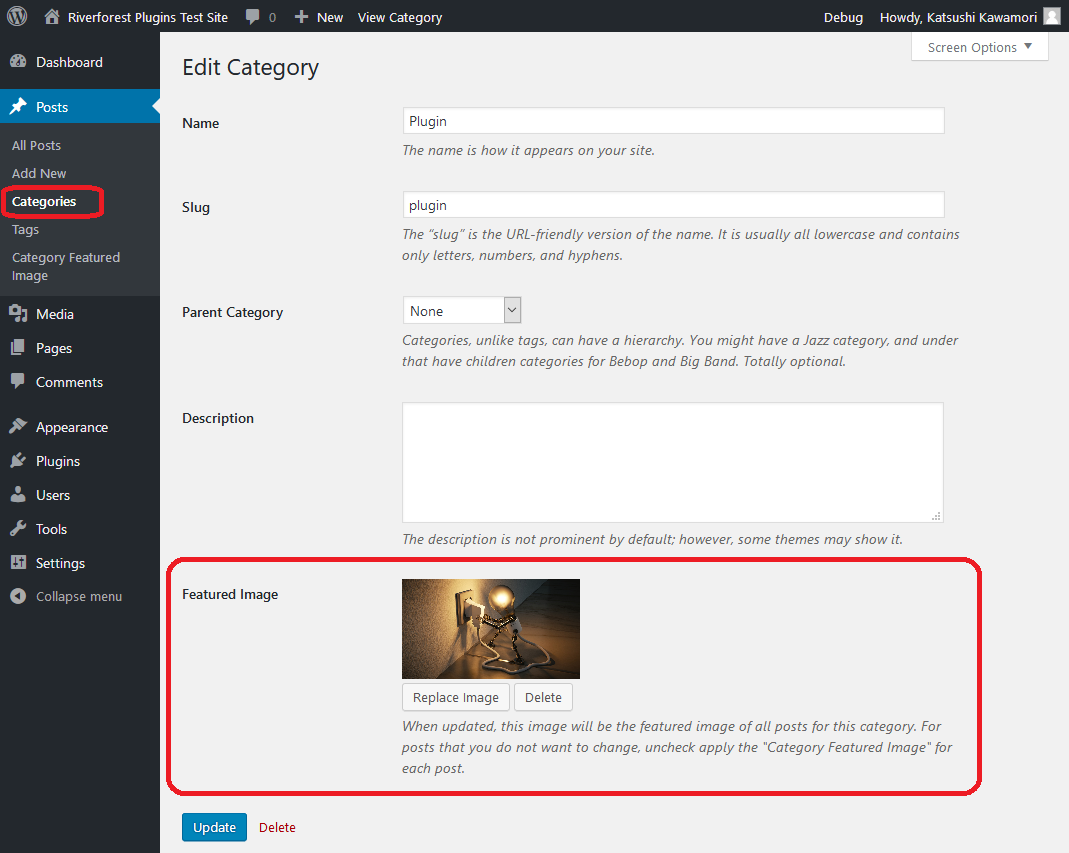 Riverforest Plugins Test Site 0 New View Category Debug Howdy, Katsushi Kawamori
Screen Options
Dashboard
Posts
All Posts
Add New
Categories
Tags
Category Featured
Image
Media
Pages
Comments
Appearance
Plugins
Users
Tools
Settings
Collapse menu
Edit Category
Name
Plugin
The name is how it appears on your site.
Slug
plugin
The “slug” is the URL-friendly version of the name. It is usually all lowercase and contains
only letters, numbers, and hyphens.
Parent Category
None
Categories, unlike tags, can have a hierarchy. You might have a Jazz category, and under
that have children categories for Bebop and Big Band. Totally optional.
Description
The description is not prominent by default; however, some themes may show it.
Featured Image
Replace Image Delete
When updated, this image will be the featured image of all posts for this category. For
posts that you do not want to change, uncheck apply the "Category Featured Image" for
each post.
Update Delete